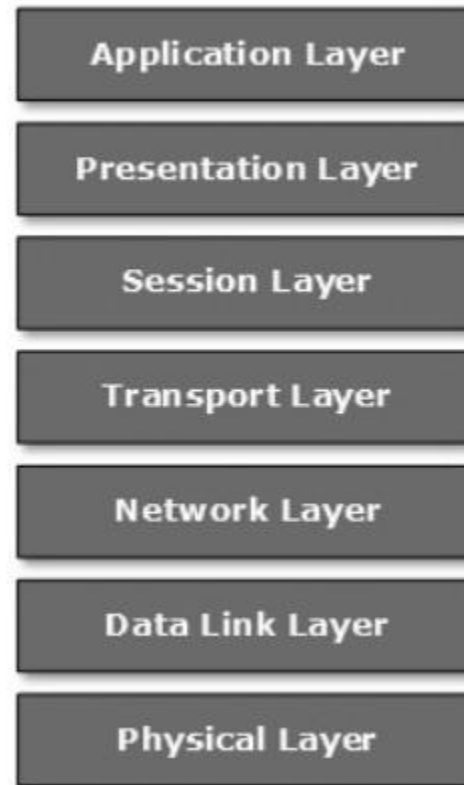 Application Layer
Presentation Layer
Session Layer
Transport Layer
Network Layer
Data Link Layer
Physical Layer